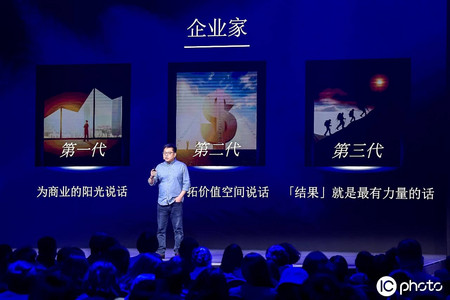 企业家
第一代
第二代
第三代
为商业的阳光说话
拓价值空间说话
「结果」就是最有力量的话
IC photo